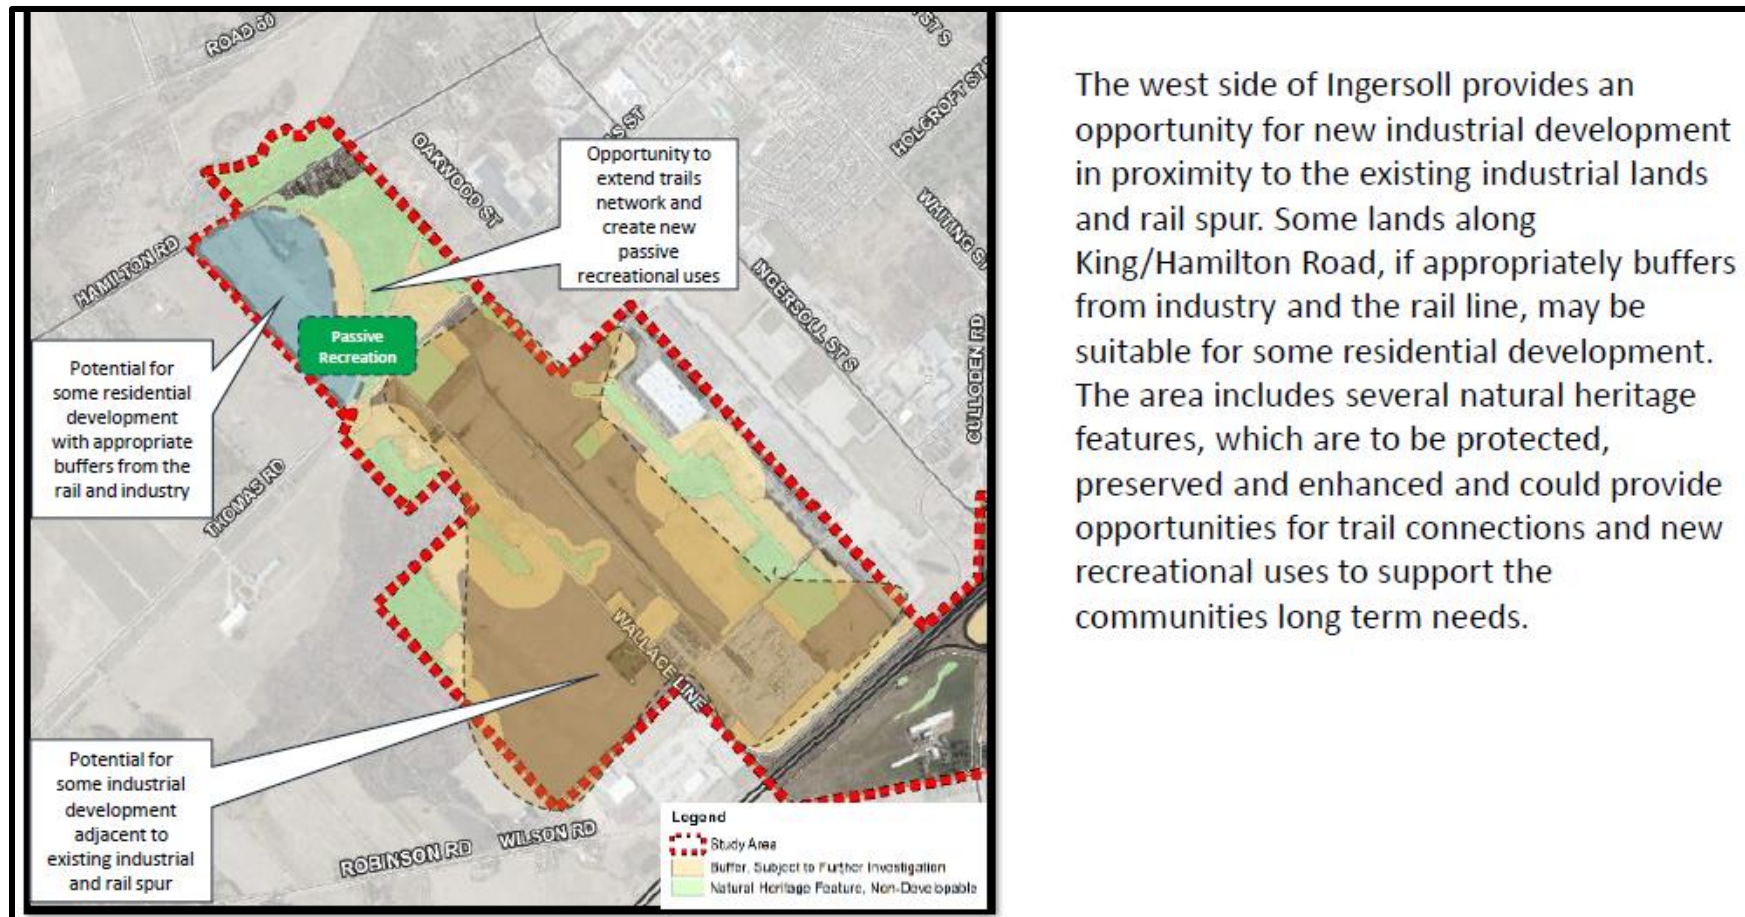 ROAD 60
OAKWOOD ST
HOLCROFT ST
WHITING ST
HAMILTON RD
INGERSOLL ST S
CULLODEN RD
THOMAS RD
WALLACE LINE
ROBINSON RD
WILSON RD
Opportunity to
extend trails
network and
create new
passive
recreational uses
Passive
Recreation
Potential for
some residential
development
with appropriate
buffers from the
rail and industry
Potential for
some industrial
development
adjacent to
existing industrial
and rail spur
Legend
Study Area
Buffer, Subject to Further Investigation
Natural Heritage Feature, Non-Developable
The west side of Ingersoll provides an
opportunity for new industrial development
in proximity to the existing industrial lands
and rail spur. Some lands along
King/Hamilton Road, if appropriately buffers
from industry and the rail line, may be
suitable for some residential development.
The area includes several natural heritage
features, which are to be protected,
preserved and enhanced and could provide
opportunities for trail connections and new
recreational uses to support the
communities long term needs.